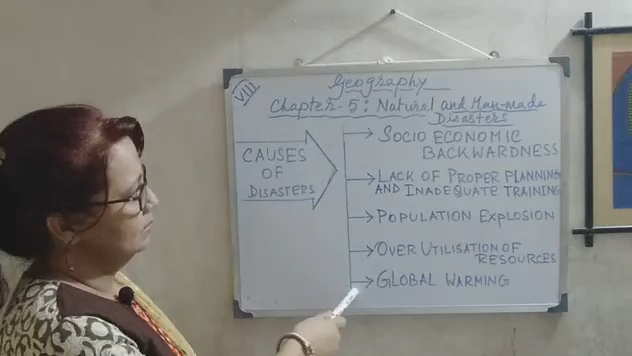 VIII
Geography
Chapter-5: Natural and Man-made
Disasters
CAUSES
OF
DISASTERS
SOCIO ECONOMIC
BACKWARDNESS
LACK OF PROPER PLANNING
AND INADEQUATE TRAINING
POPULATION EXPLOSION
OVER UTILISATION OF
RESOURCES
GLOBAL WARMING